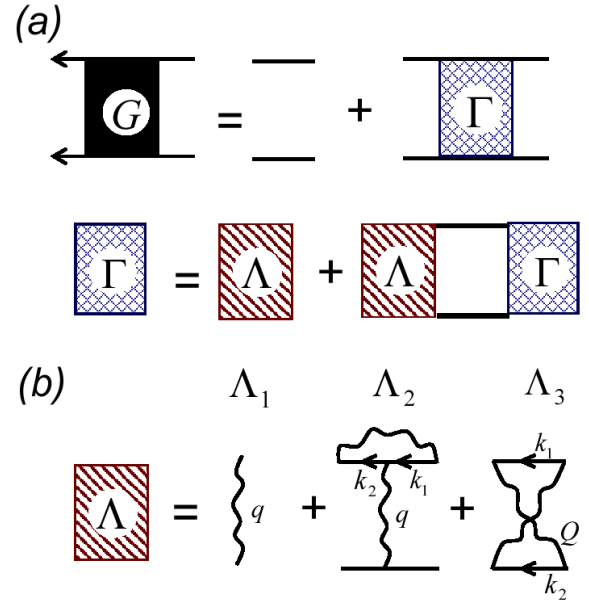 (a)
G = + Γ
Γ = Λ + Λ Γ
(b) Λ₁ Λ₂ Λ₃
Λ = q + k₂ k₁ q + k₁ Q k₂